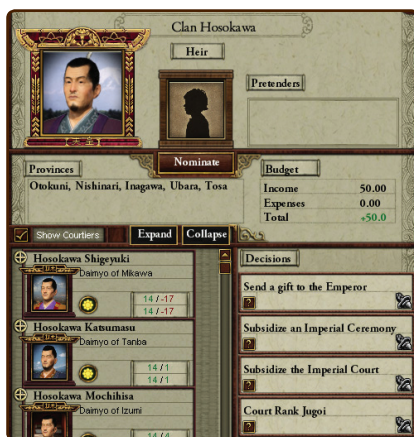 Clan Hosokawa
Heir
Pretenders
Nominate
Provinces
Otokuni, Nishinari, Inagawa, Ubara, Tosa
Budget
Income 50.00
Expenses 0.00
Total +50.0
Show Courtiers
Expand
Collapse
Hosokawa Shigeyuki
Daimyo of Mikawa
14 / -17
14 / -17
Hosokawa Katsumasu
Daimyo of Tanba
14 / 1
14 / 1
Hosokawa Mochihisa
Daimyo of Izumi
14 / 4
Decisions
Send a gift to the Emperor
?
Subsidize an Imperial Ceremony
?
Subsidize the Imperial Court
?
Court Rank Jugoi
?